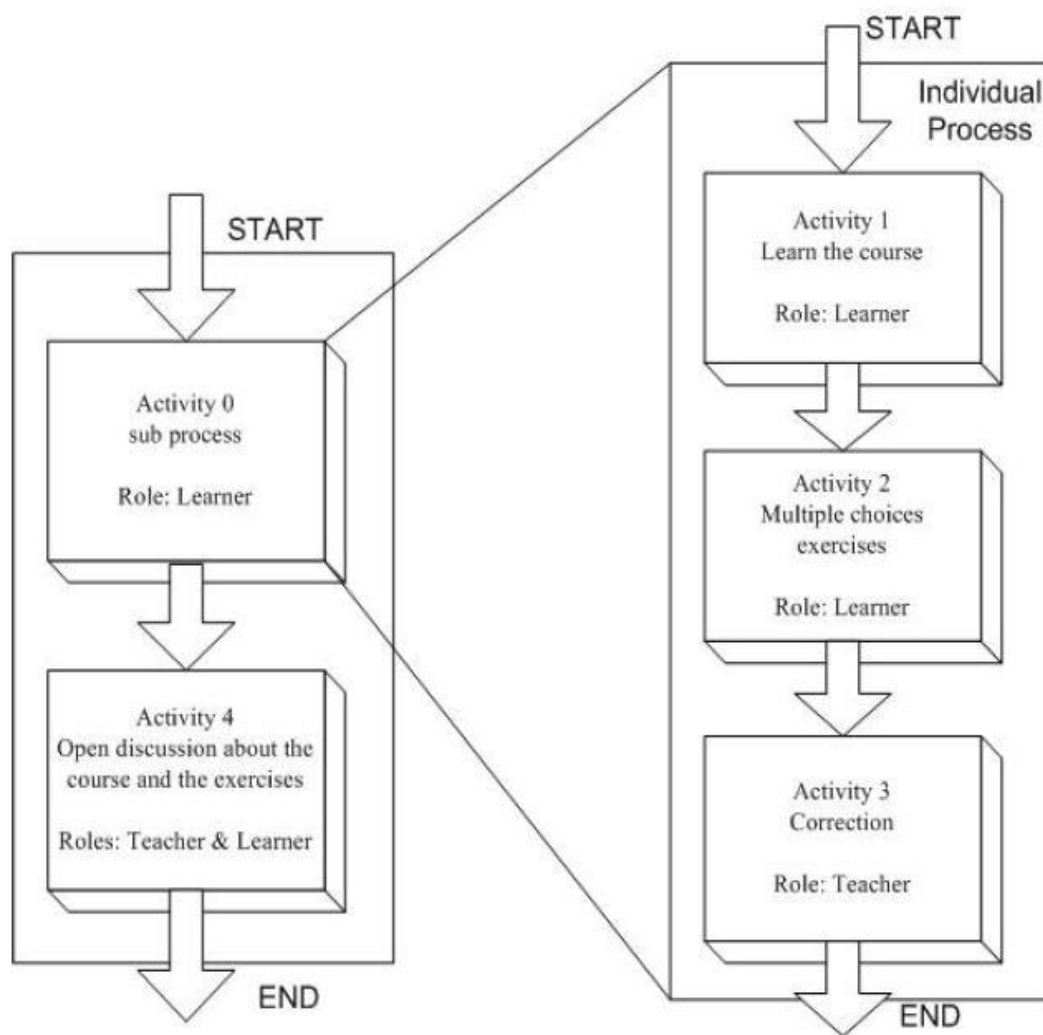 START
Activity 0
sub process
Role: Learner
Activity 4
Open discussion about the
course and the exercises
Roles: Teacher & Learner
END
START
Individual
Process
Activity 1
Learn the course
Role: Learner
Activity 2
Multiple choices
exercises
Role: Learner
Activity 3
Correction
Role: Teacher
END